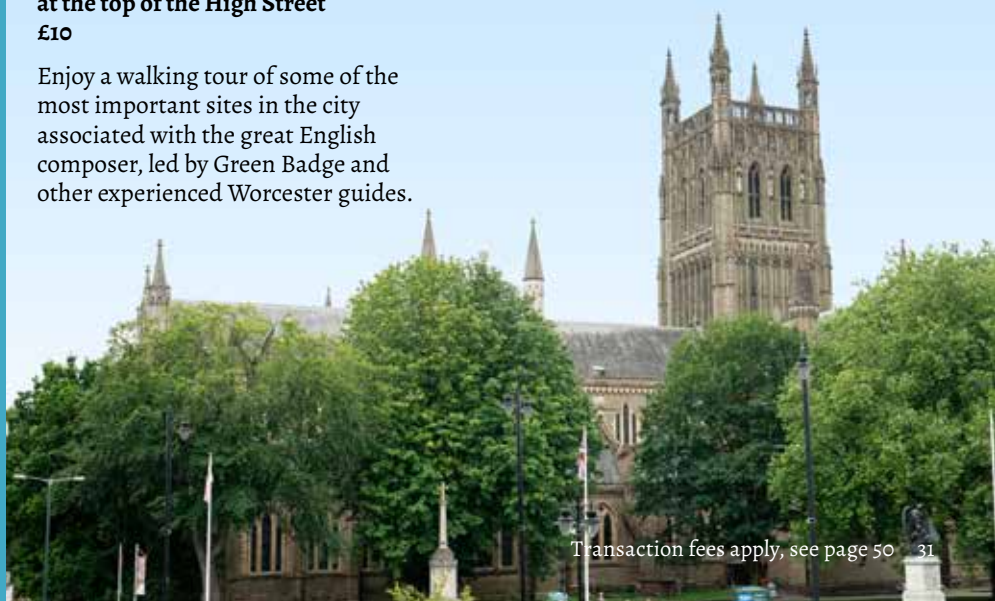 at the top of the High Street
£10
Enjoy a walking tour of some of the
most important sites in the city
associated with the great English
composer, led by Green Badge and
other experienced Worcester guides.
Transaction fees apply, see page 50 31